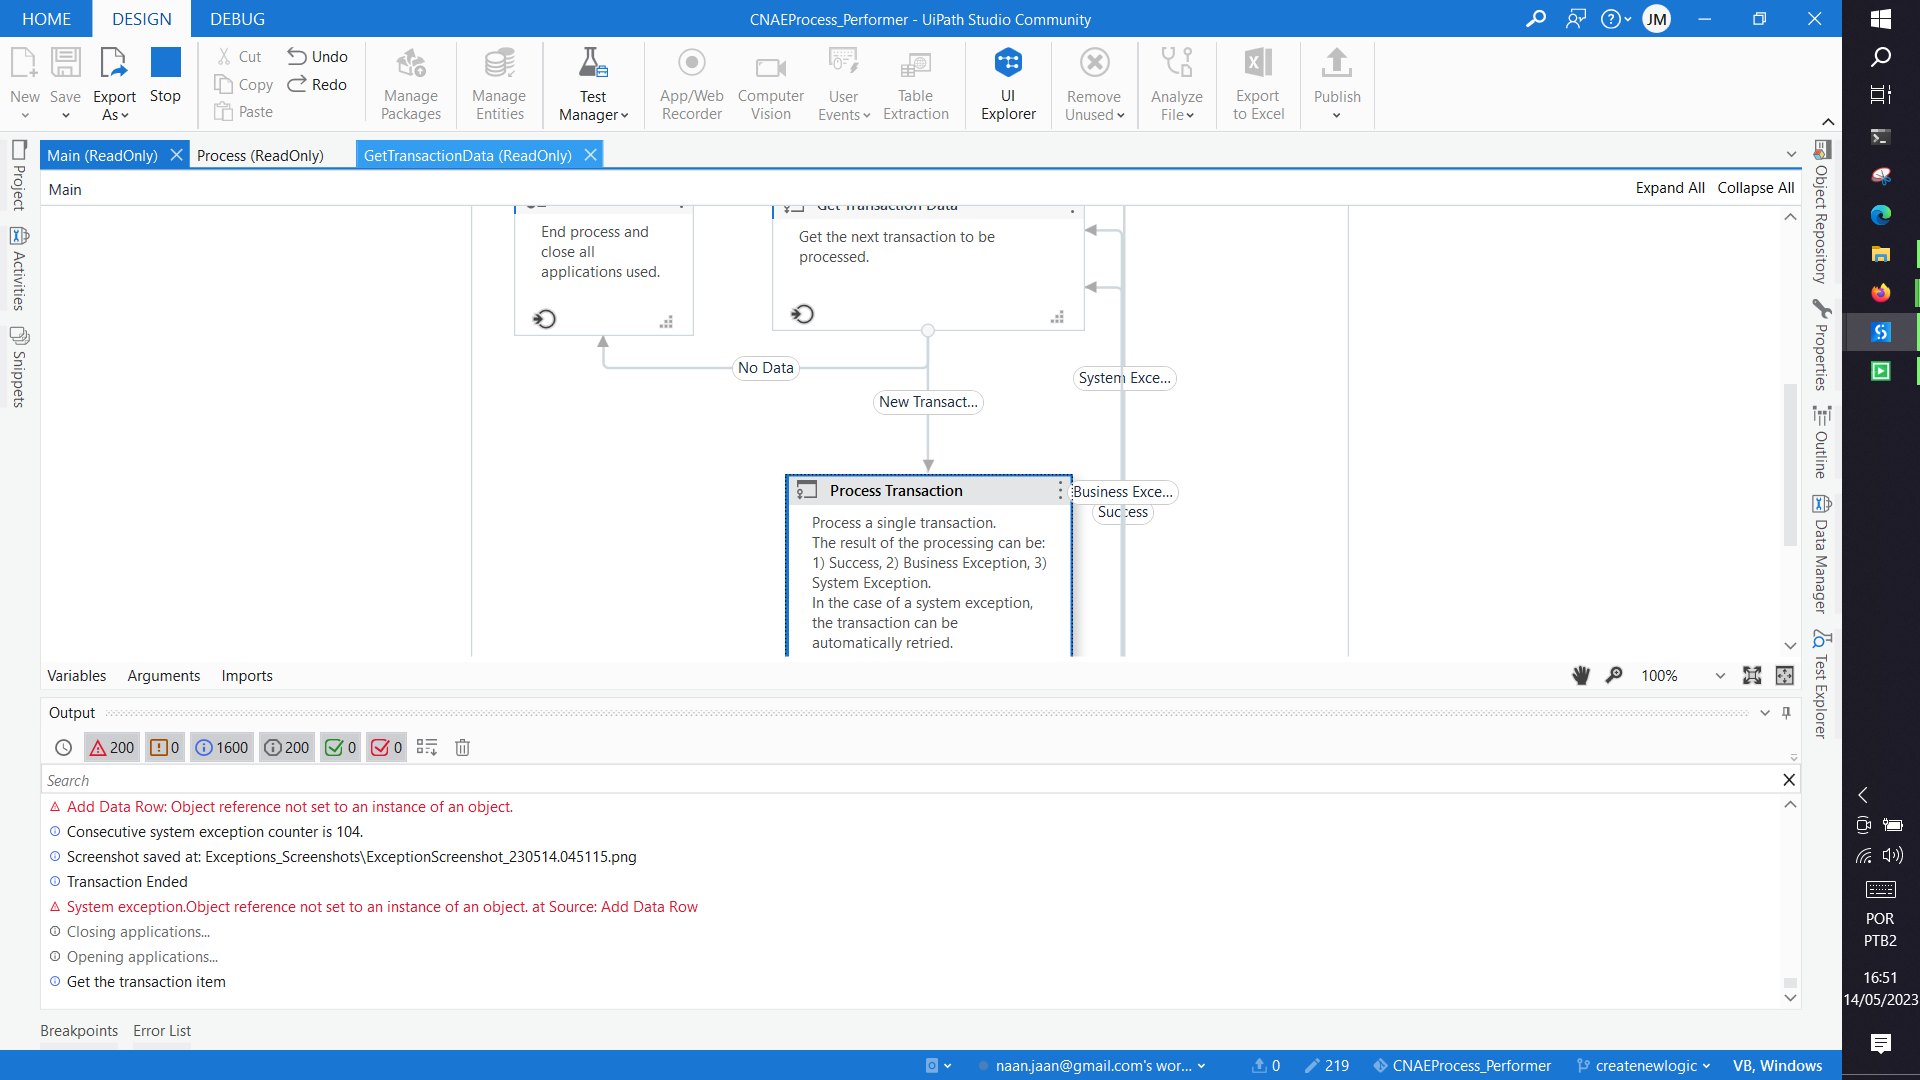 HOME DESIGN DEBUG
CNAEProcess_Performer - UiPath Studio Community
JM
New
Save
Export As
Stop
Cut
Copy
Paste
Undo
Redo
Manage Packages
Manage Entities
Test Manager
App/Web Recorder
Computer Vision
User Events
Table Extraction
UI Explorer
Remove Unused
Analyze File
Export to Excel
Publish
Main (ReadOnly)
Process (ReadOnly)
GetTransactionData (ReadOnly)
Main
Expand All Collapse All
Project
Activities
Snippets
End process and
close all
applications used.
Get Transaction Data
Get the next transaction to be
processed.
No Data
New Transact...
System Exce...
Business Exce...
Success
Process Transaction
Process a single transaction.
The result of the processing can be:
1) Success, 2) Business Exception, 3)
System Exception.
In the case of a system exception,
the transaction can be
automatically retried.
Object Repository
Properties
Outline
Data Manager
Test Explorer
Variables Arguments Imports
100%
Output
200 0 1600 200 0 0
Search
Add Data Row: Object reference not set to an instance of an object.
Consecutive system exception counter is 104.
Screenshot saved at: Exceptions_Screenshots\ExceptionScreenshot_230514.045115.png
Transaction Ended
System exception.Object reference not set to an instance of an object. at Source: Add Data Row
Closing applications...
Opening applications...
Get the transaction item
Breakpoints Error List
naan.jaan@gmail.com's wor...
0
219
CNAEProcess_Performer
createnewlogic
VB, Windows
POR
PTB2
16:51
14/05/2023